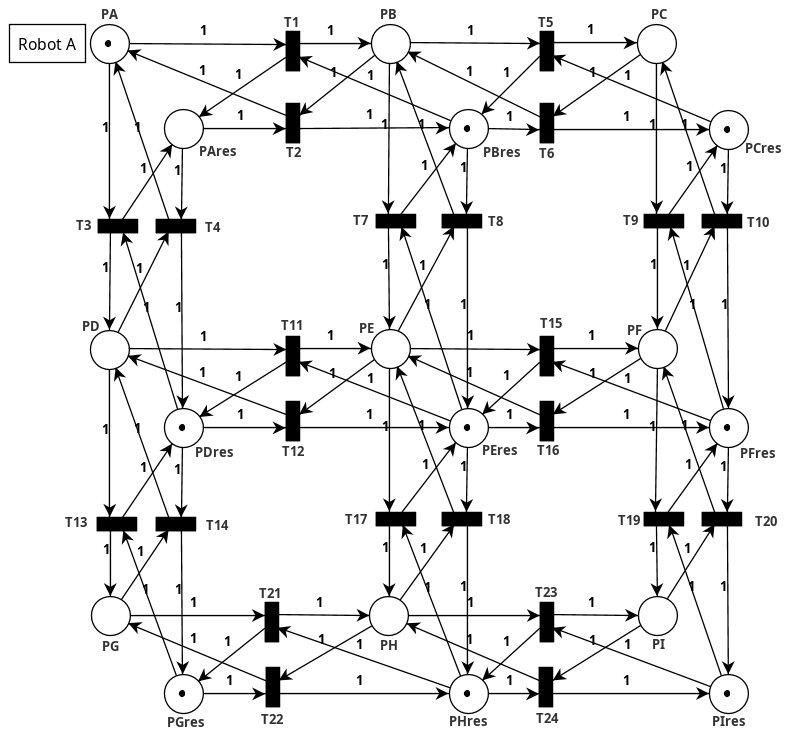 PA
PB
PC
T1
T5
Robot A
1 1 1 1
1 1 1 1 1 1 1 1
PAres
T2
PBres
T6
PCres
1 1 1 1
1 1 1 1 1 1
1 1 1 1 1 1
T3
T4
T7
T8
T9
T10
1 1 1 1 1 1
1 1 1 1 1 1
PD
T11
PE
T15
PF
1 1 1 1
1 1 1 1 1 1 1 1
PDres
T12
PEres
T16
PFres
1 1 1 1
1 1 1 1 1 1
1 1 1 1 1 1
T13
T14
T17
T18
T19
T20
1 1 1 1 1 1
1 1 1 1 1 1
T21
T23
PG
PH
PI
1 1 1 1
1 1 1 1 1 1 1 1
PGres
T22
PHres
T24
PIres
1 1 1 1